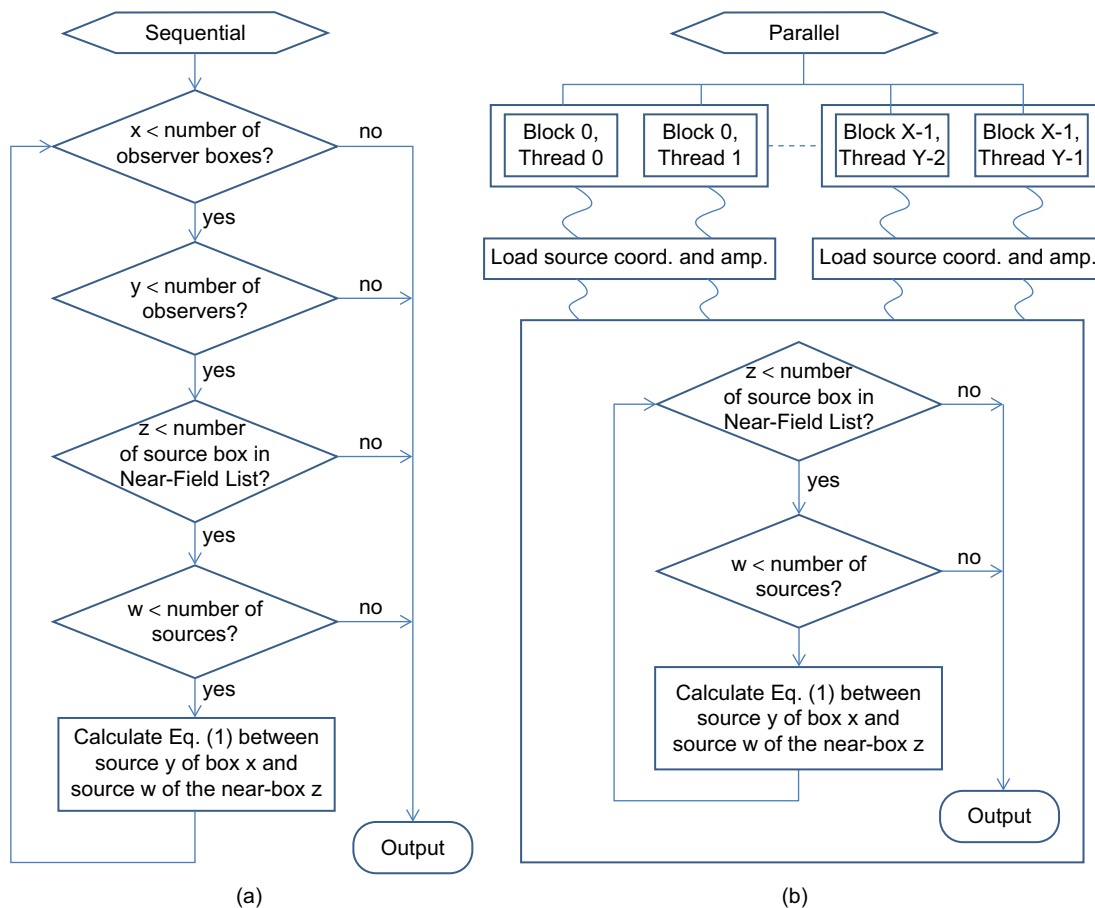 Sequential
x < number of
observer boxes?
no
yes
y < number of
observers?
no
yes
z < number
of source box in
Near-Field List?
no
yes
w < number of
sources?
no
yes
Calculate Eq. (1) between
source y of box x and
source w of the near-box z
Output
(a)
Parallel
Block 0,
Thread 0
Block 0,
Thread 1
Block X-1,
Thread Y-2
Block X-1,
Thread Y-1
Load source coord. and amp.
Load source coord. and amp.
z < number
of source box in
Near-Field List?
no
yes
w < number of
sources?
no
Calculate Eq. (1) between
source y of box x and
source w of the near-box z
Output
(b)